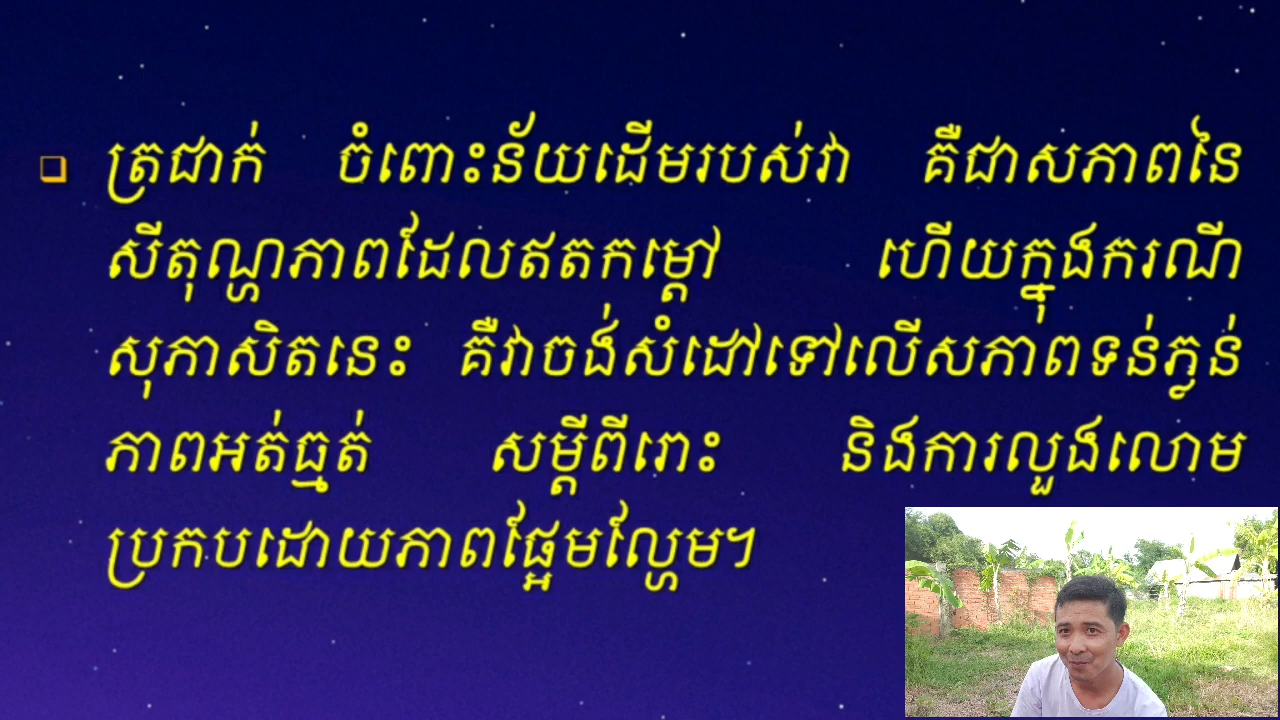 ត្រជាក់ ចំពោះន័យដើមរបស់វា គឺជាសភាពនៃ
សីតុណ្ហភាពដែលឥតកម្តៅ ហើយក្នុងករណី
សុភាសិតនេះ គឺវាចង់សំដៅទៅលើសភាពទន់ភ្លន់
ភាពអត់ធ្មត់ សម្តីពីរោះ និងការលួងលោម
ប្រកបដោយភាពផ្អែមល្ហែម។